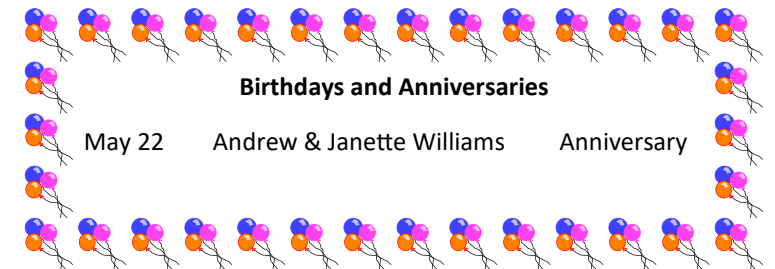 Birthdays and Anniversaries
May 22 Andrew & Janette Williams Anniversary